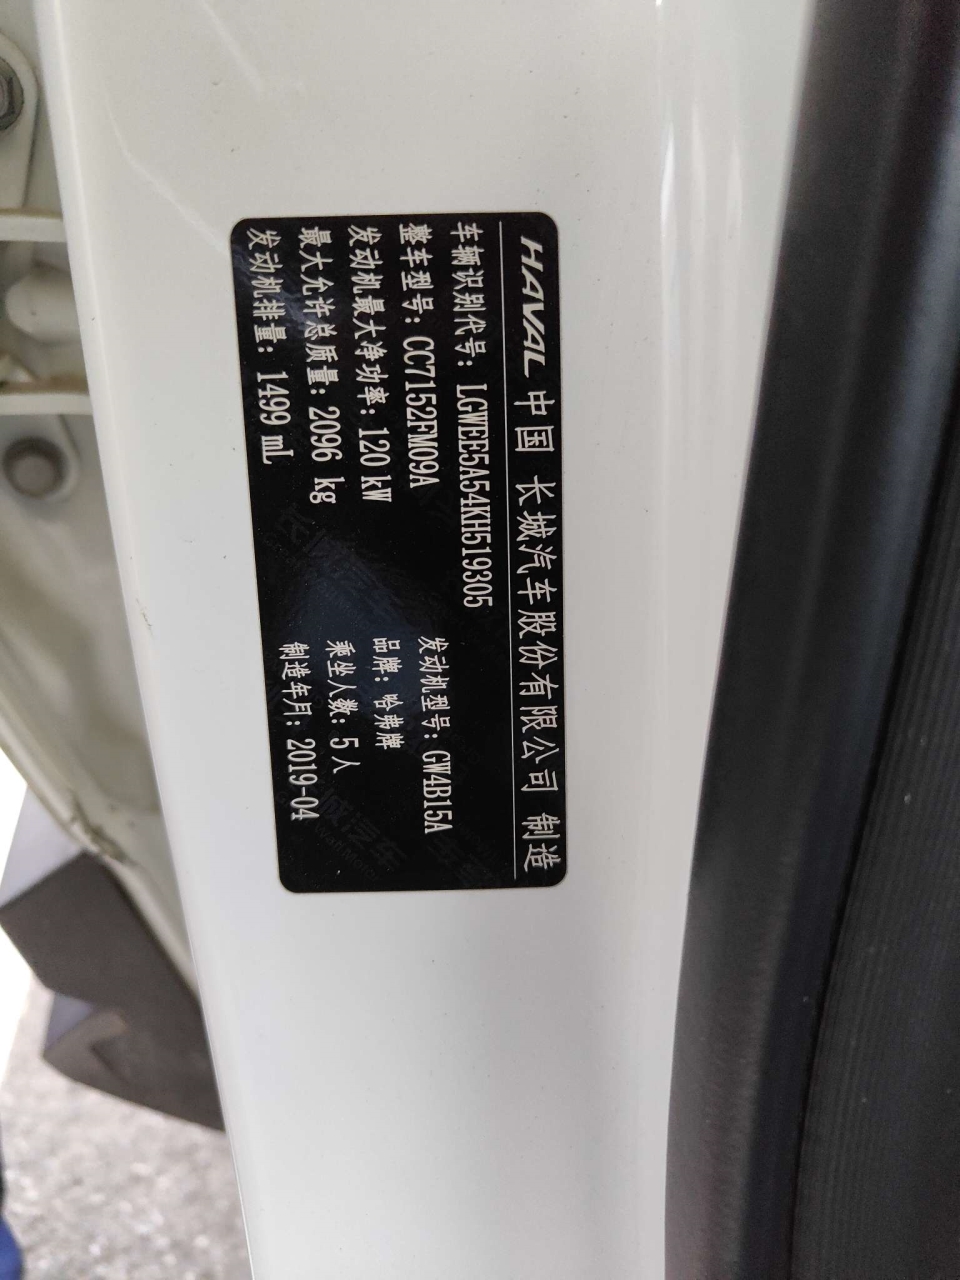 HAVAL 中国 长城汽车股份有限公司 制造
车辆识别代号: LGWEE5A54KH519305
整车型号: CC7152FM09A 发动机型号: GW4B15A
发动机最大净功率: 120 kW 品牌: 哈弗牌
最大允许总质量: 2096 kg 乘坐人数: 5人
发动机排量: 1499 mL 制造年月: 2019-04